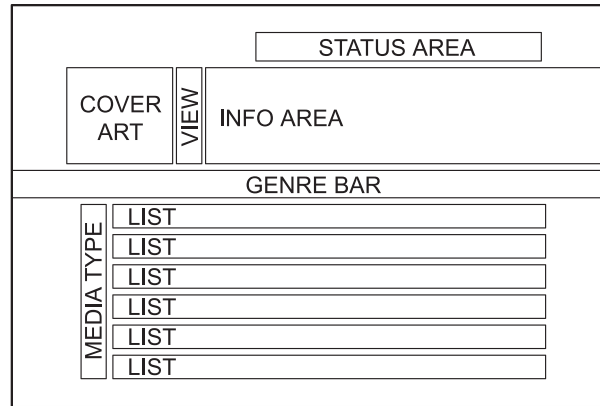 STATUS AREA
COVER
ART
VIEW
INFO AREA
GENRE BAR
MEDIA TYPE
LIST
LIST
LIST
LIST
LIST
LIST